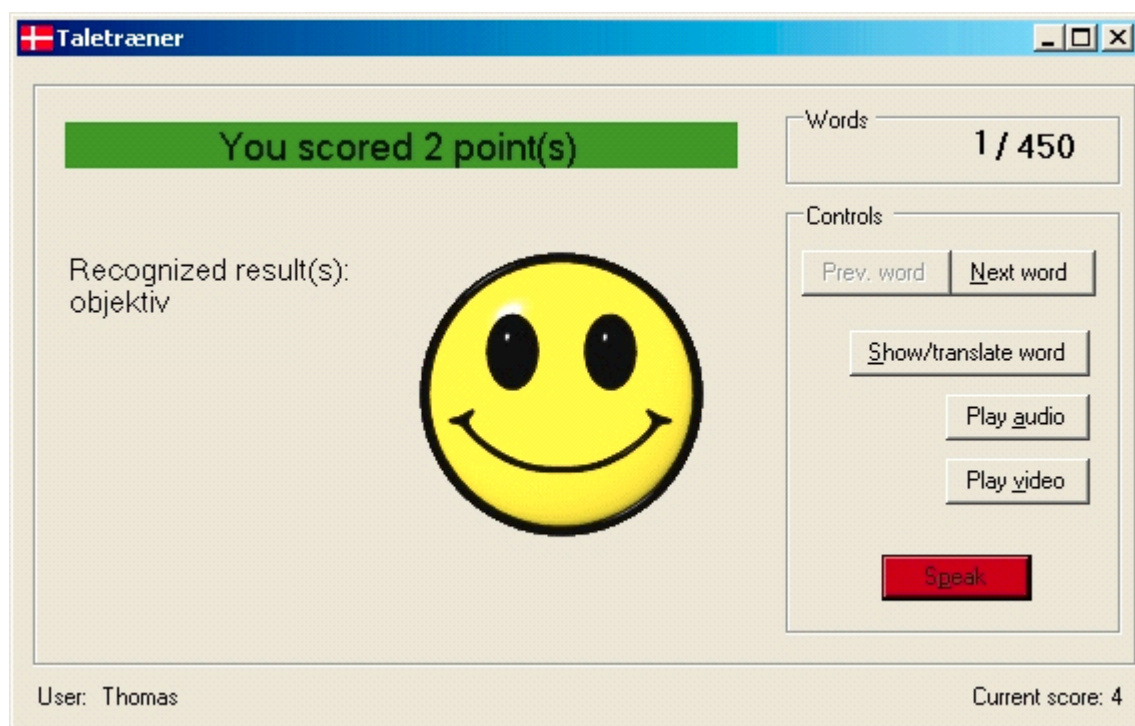 Taletræner
You scored 2 point(s)
Recognized result(s):
objektiv
Words
1 / 450
Controls
Prev. word
Next word
Show/translate word
Play audio
Play video
Speak
User: Thomas
Current score: 4